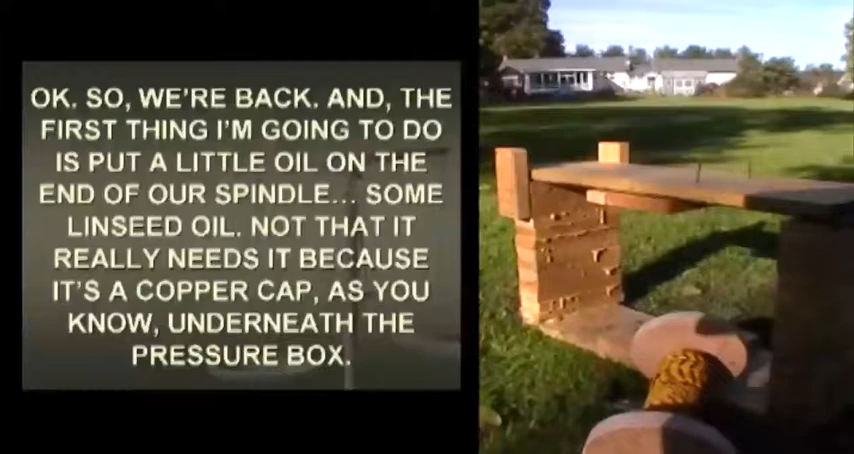 OK. SO, WE'RE BACK. AND, THE
FIRST THING I'M GOING TO DO
IS PUT A LITTLE OIL ON THE
END OF OUR SPINDLE... SOME
LINSEED OIL. NOT THAT IT
REALLY NEEDS IT BECAUSE
IT'S A COPPER CAP, AS YOU
KNOW, UNDERNEATH THE
PRESSURE BOX.